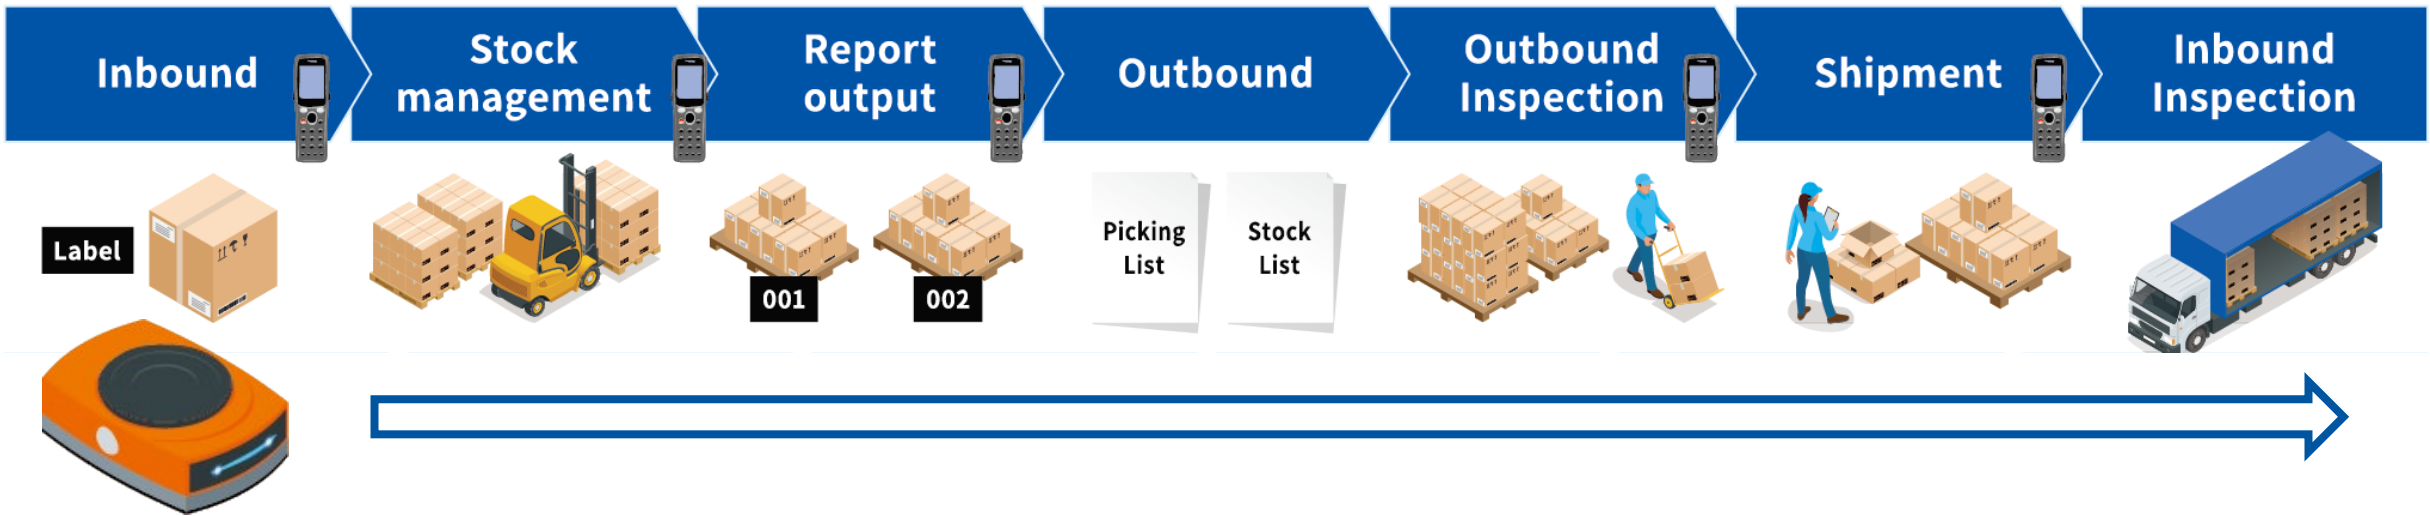 Inbound
Stock
management
Report
output
Outbound
Outbound
Inspection
Shipment
Inbound
Inspection
Label
001
002
Picking
List
Stock
List